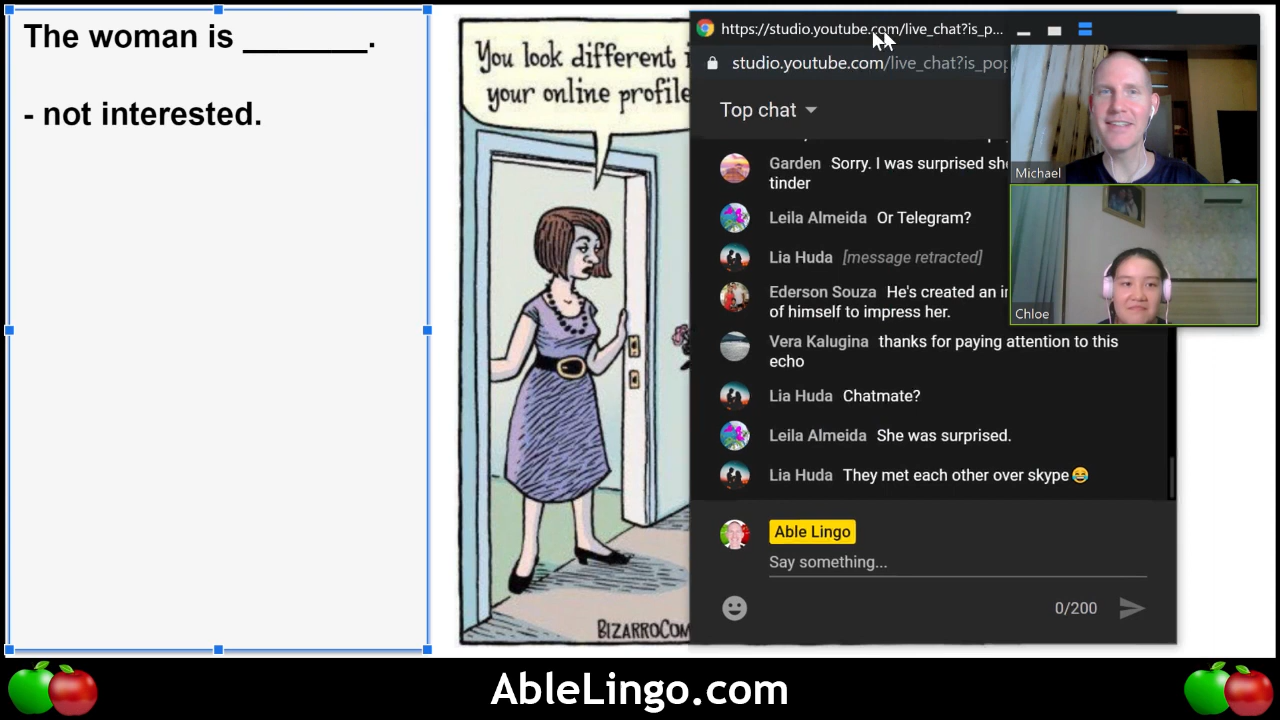 The woman is _______.
- not interested.
You look different i
your online profile
BIZARROCOM
https://studio.youtube.com/live_chat?is_p...
studio.youtube.com/live_chat?is_pop
Top chat
Garden Sorry. I was surprised she
tinder
Leila Almeida Or Telegram?
Lia Huda [message retracted]
Ederson Souza He's created an i
of himself to impress her.
Vera Kalugina thanks for paying attention to this
echo
Lia Huda Chatmate?
Leila Almeida She was surprised.
Lia Huda They met each other over skype😂
Able Lingo
Say something...
0/200
Michael
Chloe
AbleLingo.com